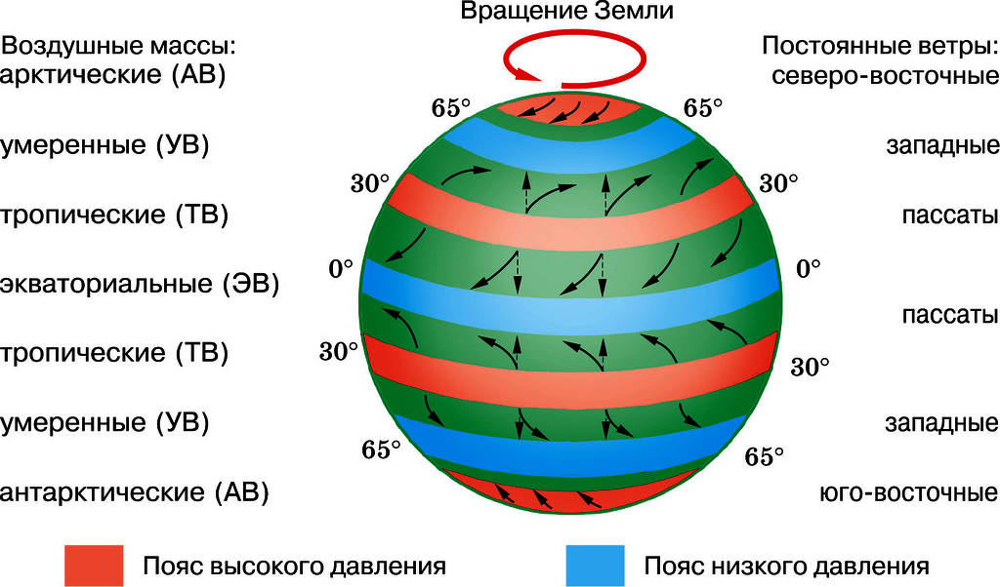 Вращение Земли
Воздушные массы:
арктические (АВ)
Постоянные ветры:
северо-восточные
65°
65°
умеренные (УВ)
западные
30°
30°
тропические (ТВ)
пассаты
0°
0°
экваториальные (ЭВ)
пассаты
тропические (ТВ)
30°
30°
умеренные (УВ)
западные
65°
65°
антарктические (АВ)
юго-восточные
Пояс высокого давления
Пояс низкого давления